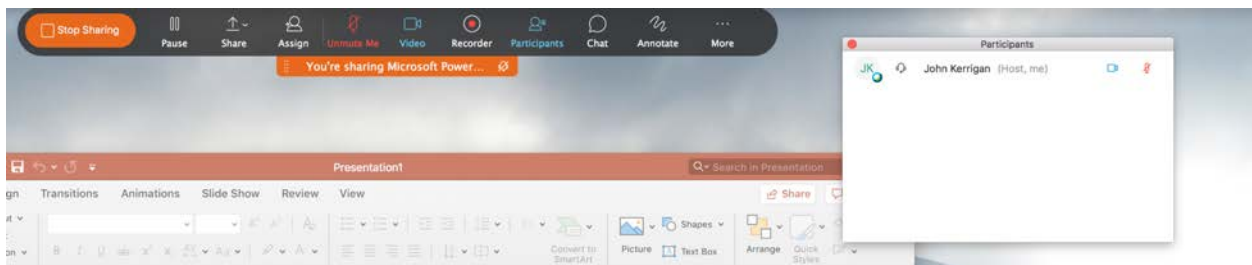 Stop Sharing
Pause
Share
Assign
Unmute Me
Video
Recorder
Participants
Chat
Annotate
More
You're sharing Microsoft Power...
Participants
JK
John Kerrigan (Host, me)
Presentation1
Search in Presentation
gn
Transitions
Animations
Slide Show
Review
View
Share
Shapes
Convert to
SmartArt
Picture
Text Box
Arrange
Quick
Styles